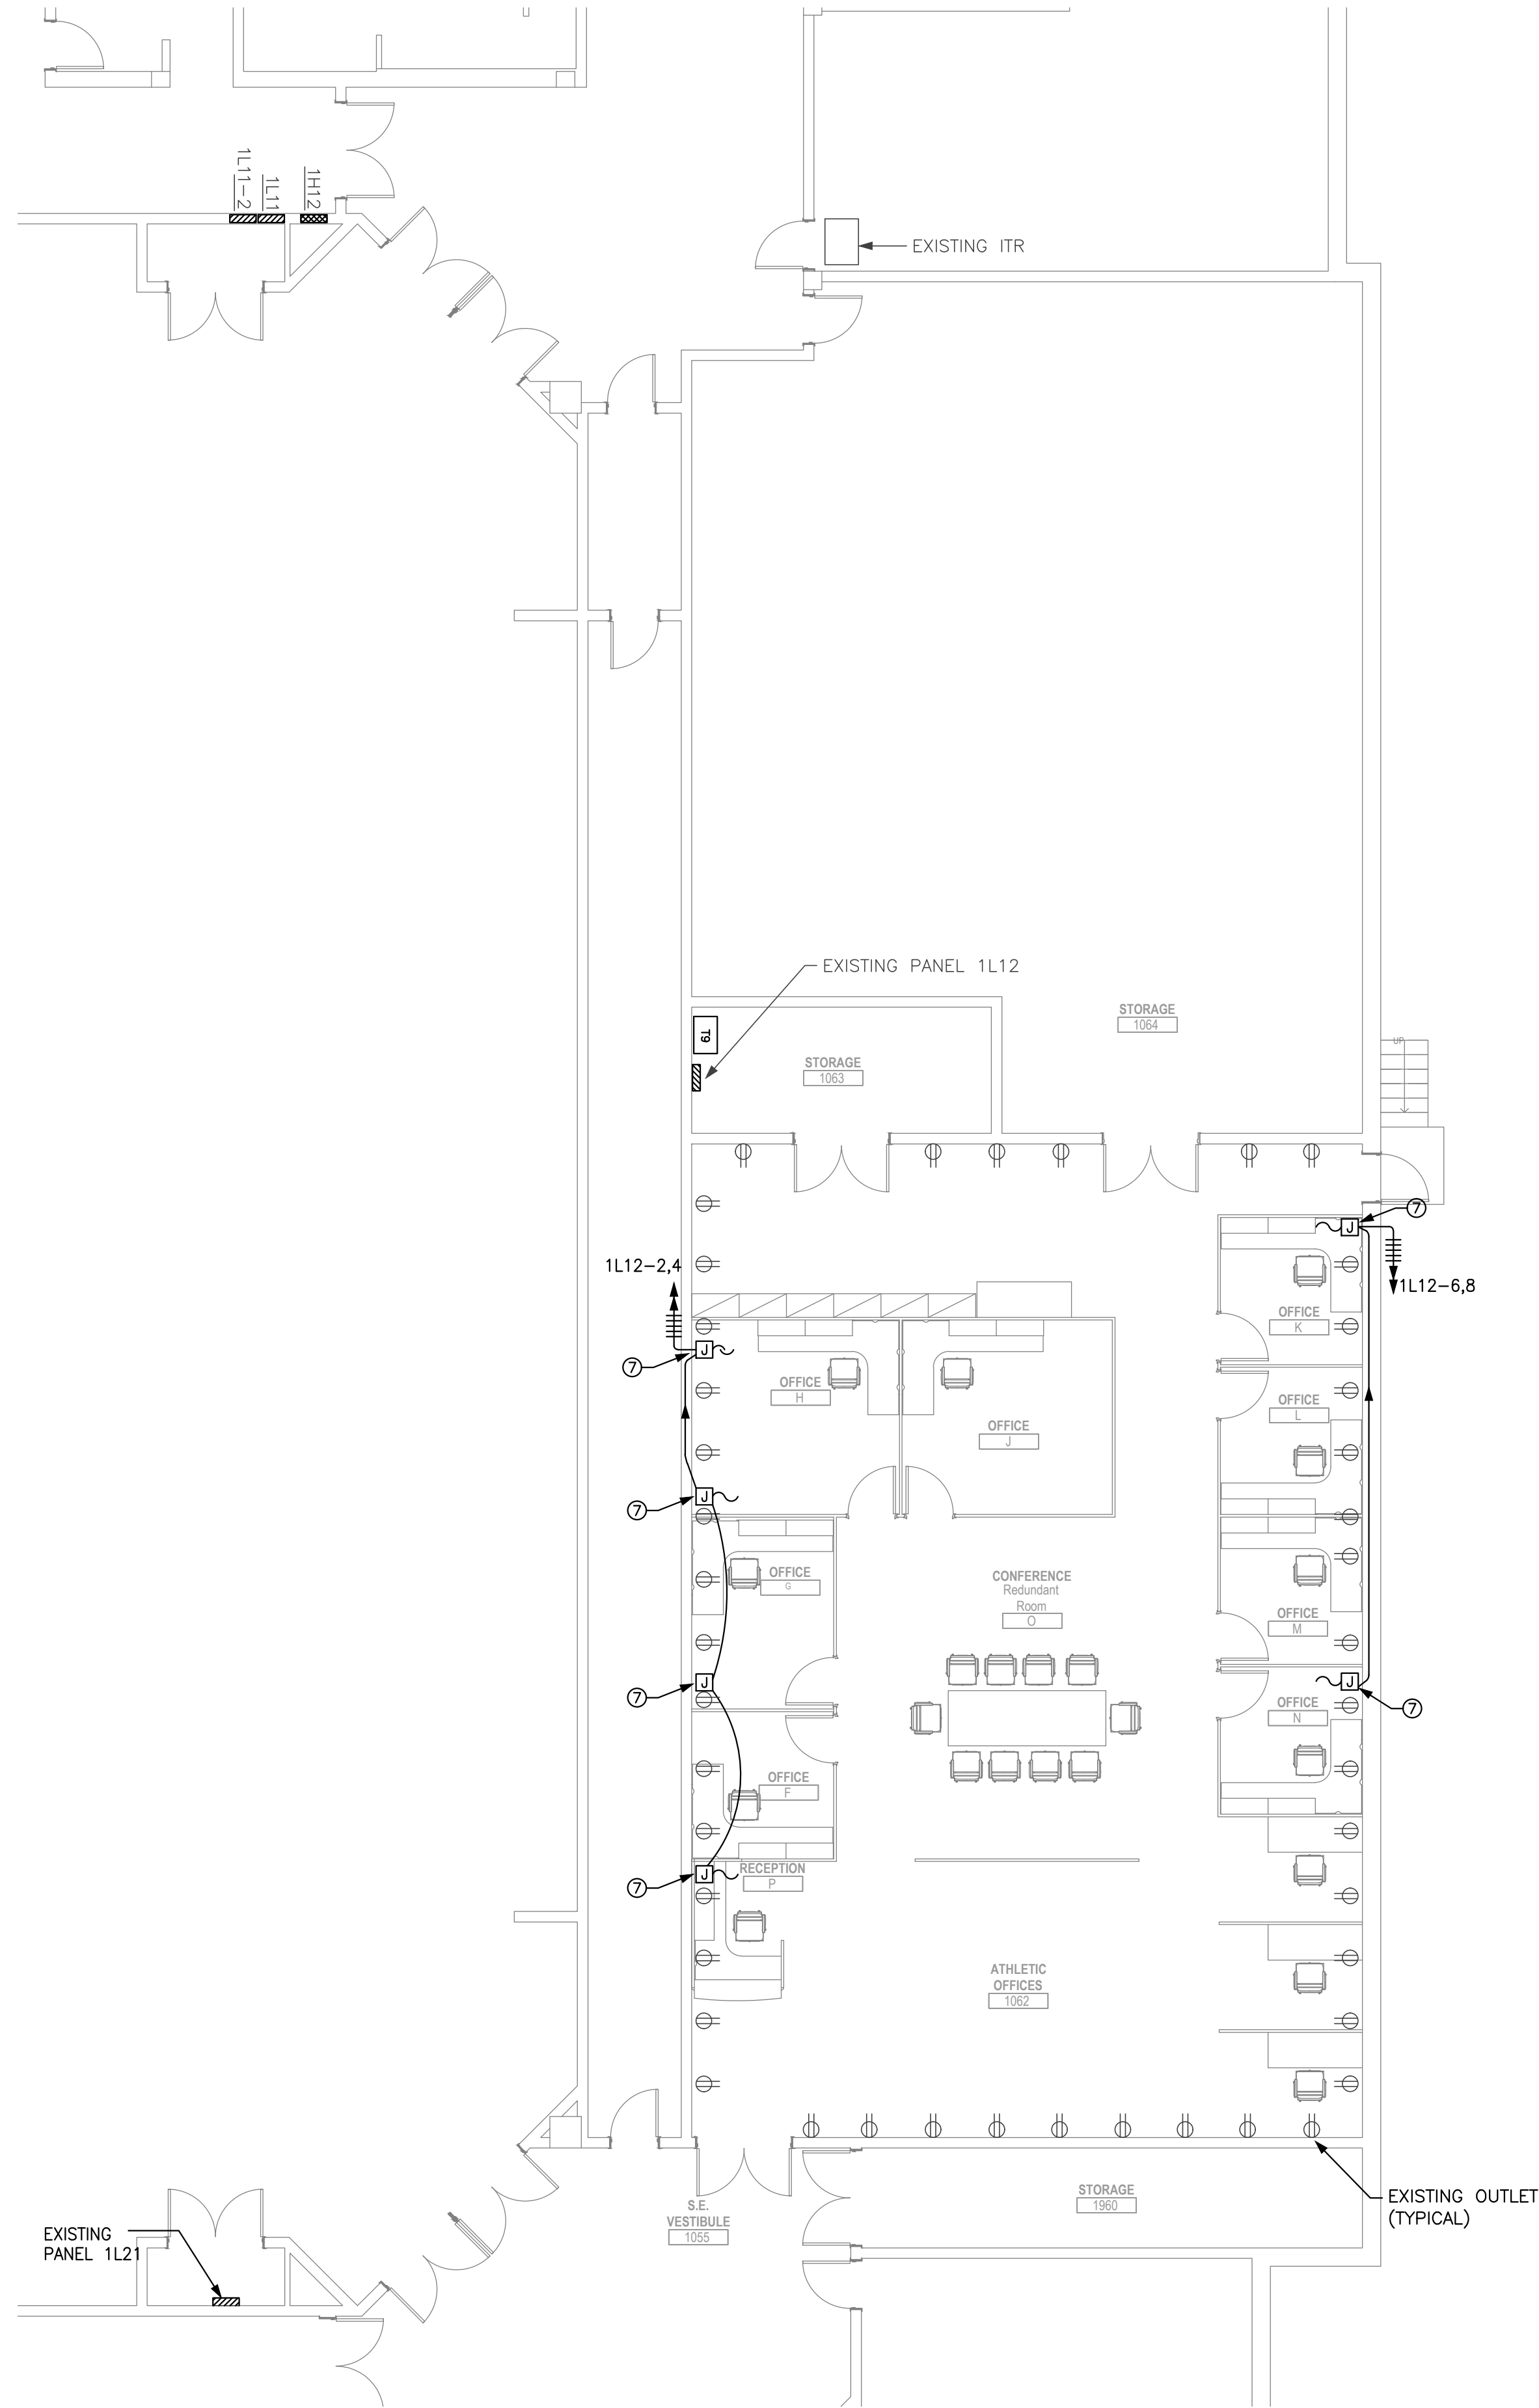 1L11-2
1L11
1H12
EXISTING ITR
EXISTING PANEL 1L12
STORAGE
1064
T9
STORAGE
1063
UP
7
J
1L12-2,4
1L12-6,8
OFFICE
K
J
7
OFFICE
H
OFFICE
L
OFFICE
J
J
7
OFFICE
G
CONFERENCE
Redundant
Room
O
OFFICE
M
J
7
J
7
OFFICE
N
OFFICE
F
RECEPTION
P
J
7
ATHLETIC
OFFICES
1062
STORAGE
1960
EXISTING OUTLET
(TYPICAL)
S.E.
VESTIBULE
1055
EXISTING
PANEL 1L21